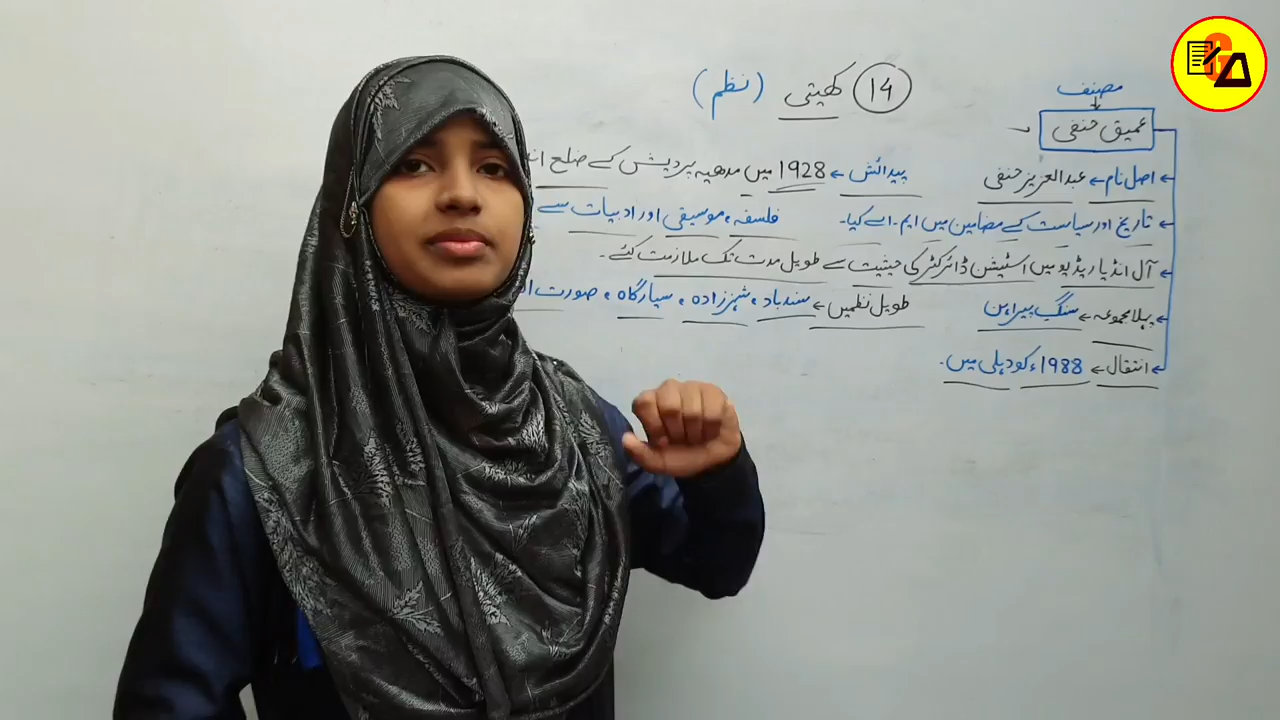 14 کھیتی (نظم)
مصنف
عمیق حنفی
اصل نام ← عبدالعزیز حنفی
پیدائش ← 1928 میں مدھیہ پردیش کے ضلع
تاریخ اور سیاست کے مضامین میں ایم۔اے کیا۔
فلسفہ، موسیقی اور ادبیات سے
آل انڈیا ریڈیو میں اسٹیشن ڈائرکٹر کی حیثیت سے طویل مدت تک ملازمت کئے۔
پہلا مجموعہ ← سنگ پیراہن
طویل نظمیں ← سندباد، شہرزادہ، سیارگاہ، صورت
انتقال ← 1988ء کو دہلی میں۔